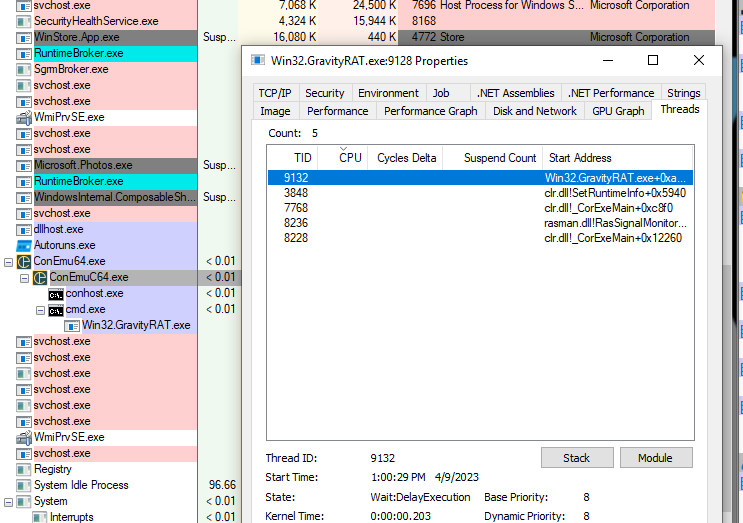 svchost.exe 7,068 K 24,500 K 7696 Host Process for Windows S... Microsoft Corporation
SecurityHealthService.exe 4,324 K 15,944 K 8168
WinStore.App.exe Susp... 16,080 K 440 K 4772 Store Microsoft Corporation
RuntimeBroker.exe
SgrmBroker.exe
svchost.exe
svchost.exe
WmiPrvSE.exe
svchost.exe
svchost.exe
Microsoft.Photos.exe Susp...
RuntimeBroker.exe
WindowsInternal.ComposableSh... Susp...
svchost.exe
dllhost.exe
Autoruns.exe
ConEmu64.exe < 0.01
ConEmuC64.exe < 0.01
conhost.exe < 0.01
cmd.exe < 0.01
Win32.GravityRAT.exe
svchost.exe
svchost.exe
svchost.exe
svchost.exe
svchost.exe
svchost.exe
WmiPrvSE.exe
svchost.exe
Registry
System Idle Process 96.66
System < 0.01
Interrupts < 0.01
Win32.GravityRAT.exe:9128 Properties
TCP/IP Security Environment Job .NET Assemblies .NET Performance Strings
Image Performance Performance Graph Disk and Network GPU Graph Threads
Count: 5
TID CPU Cycles Delta Suspend Count Start Address
9132 Win32.GravityRAT.exe+0xa...
3848 clr.dll!SetRuntimeInfo+0x5940
7768 clr.dll!_CorExeMain+0xc8f0
8236 rasman.dll!RasSignalMonitor...
8228 clr.dll!_CorExeMain+0x12260
Thread ID: 9132 Stack Module
Start Time: 1:00:29 PM 4/9/2023
State: Wait:DelayExecution Base Priority: 8
Kernel Time: 0:00:00.203 Dynamic Priority: 8